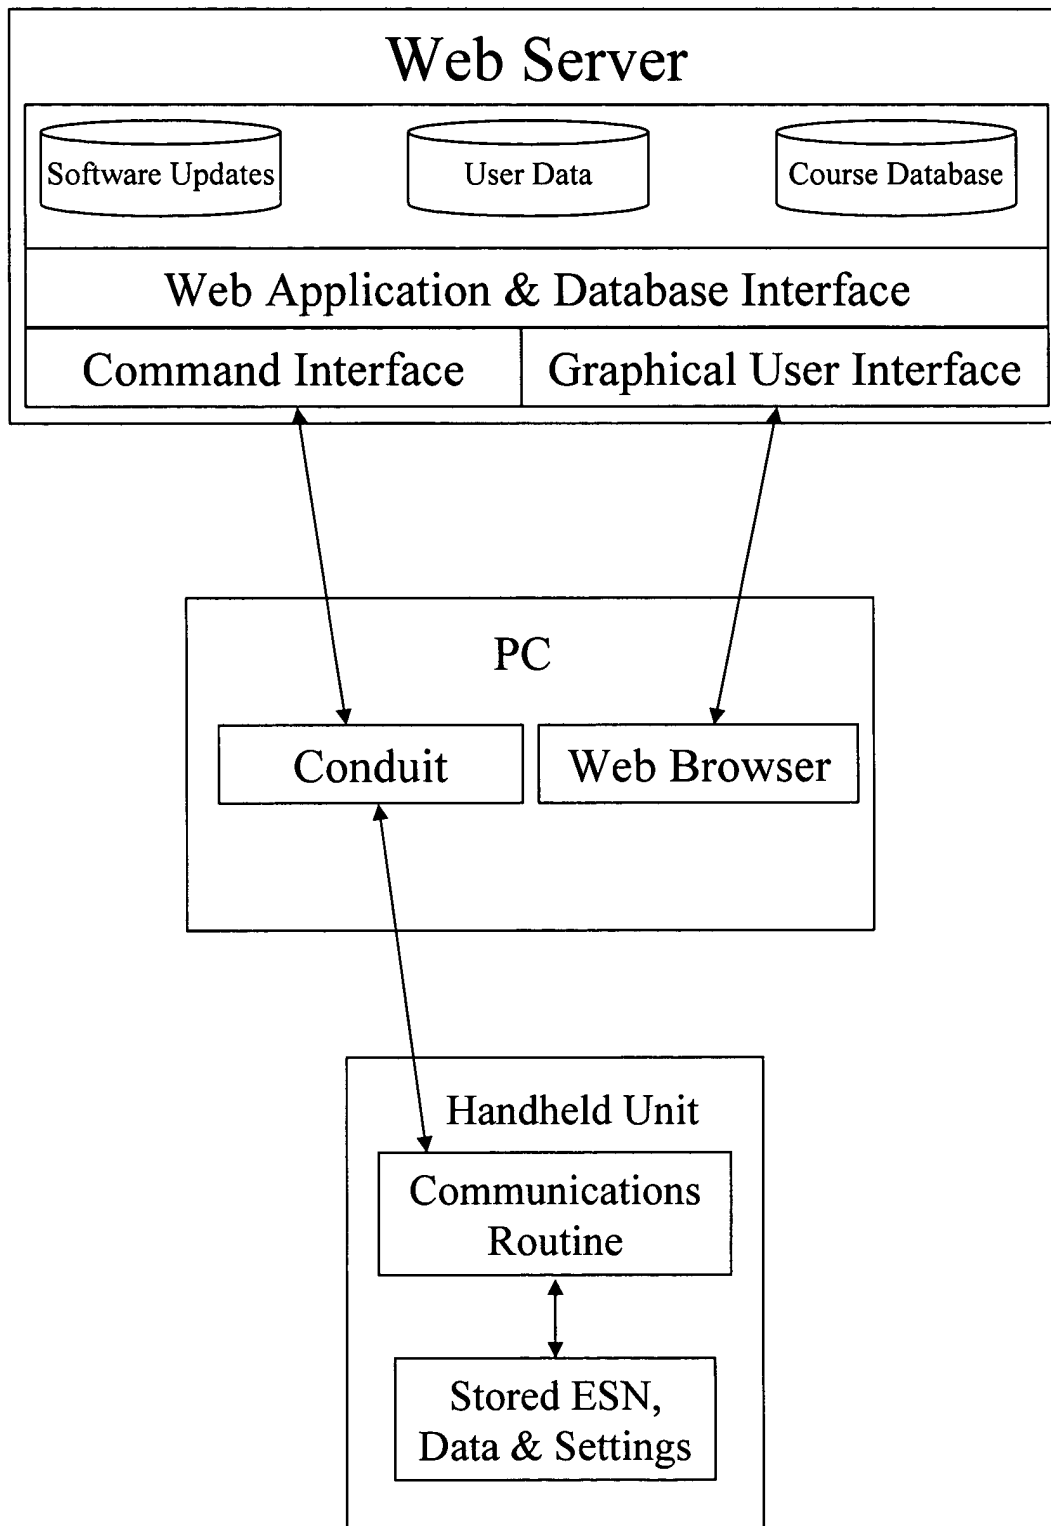 Web Server
Software Updates
User Data
Course Database
Web Application & Database Interface
Command Interface
Graphical User Interface
PC
Conduit
Web Browser
Handheld Unit
Communications
Routine
Stored ESN,
Data & Settings